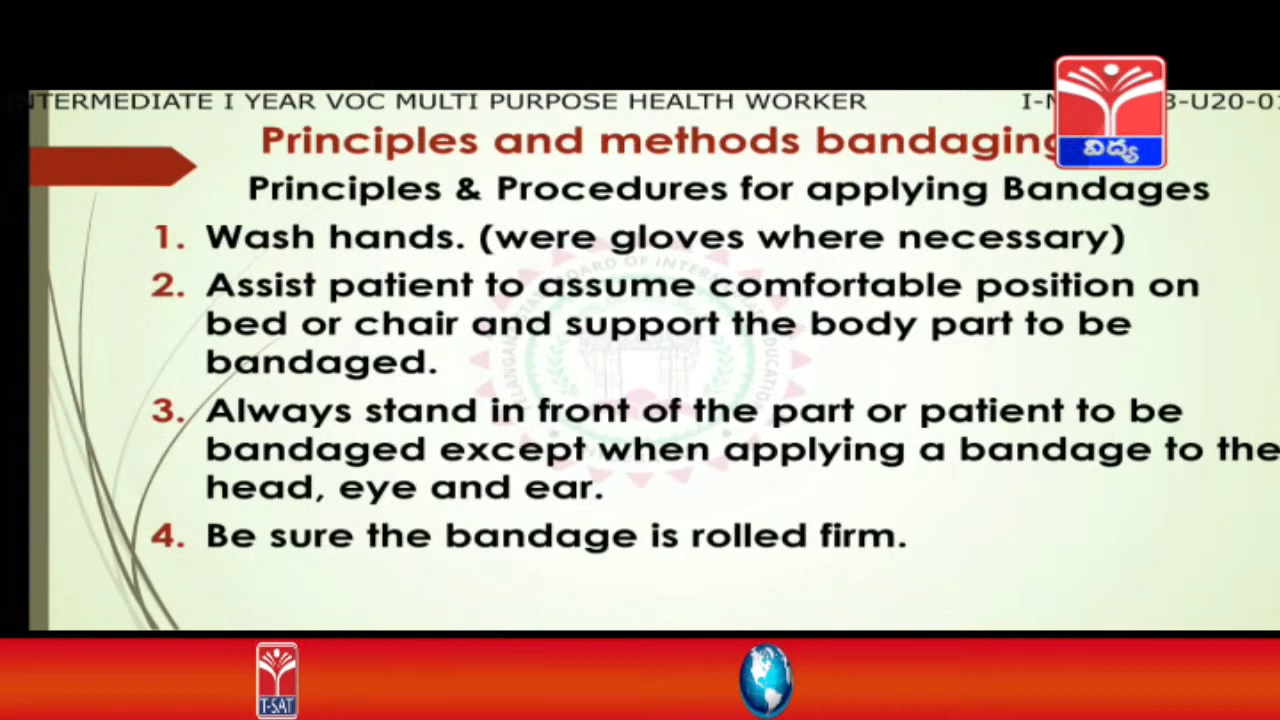 INTERMEDIATE I YEAR VOC MULTI PURPOSE HEALTH WORKER
Principles and methods bandaging
విద్య
Principles & Procedures for applying Bandages
1. Wash hands. (were gloves where necessary)
2. Assist patient to assume comfortable position on
bed or chair and support the body part to be
bandaged.
3. Always stand in front of the part or patient to be
bandaged except when applying a bandage to the
head, eye and ear.
4. Be sure the bandage is rolled firm.
T-SAT